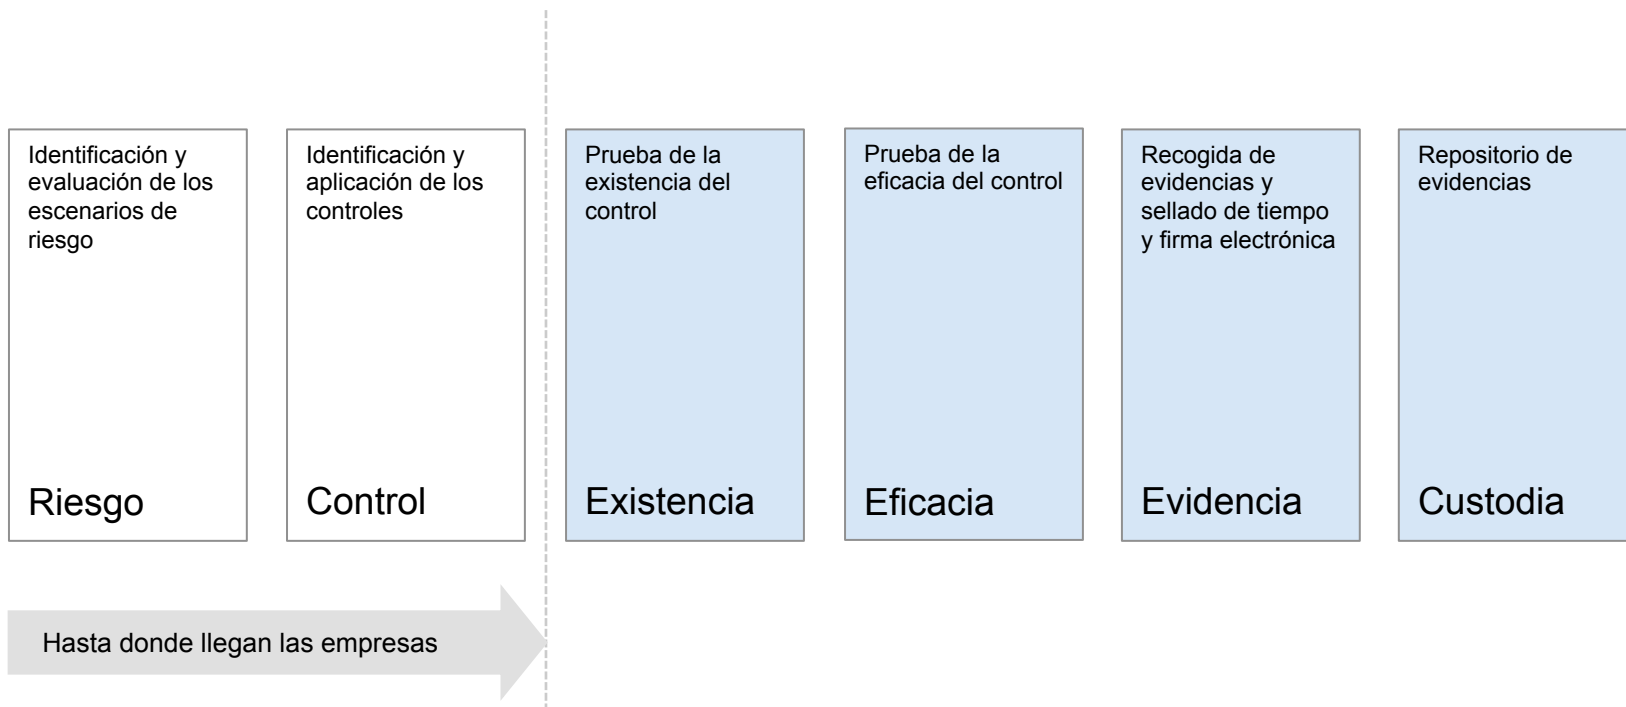 Identificación y
evaluación de los
escenarios de
riesgo
Riesgo
Identificación y
aplicación de los
controles
Control
Prueba de la
existencia del
control
Existencia
Prueba de la
eficacia del control
Eficacia
Recogida de
evidencias y
sellado de tiempo
y firma electrónica
Evidencia
Repositorio de
evidencias
Custodia
Hasta donde llegan las empresas